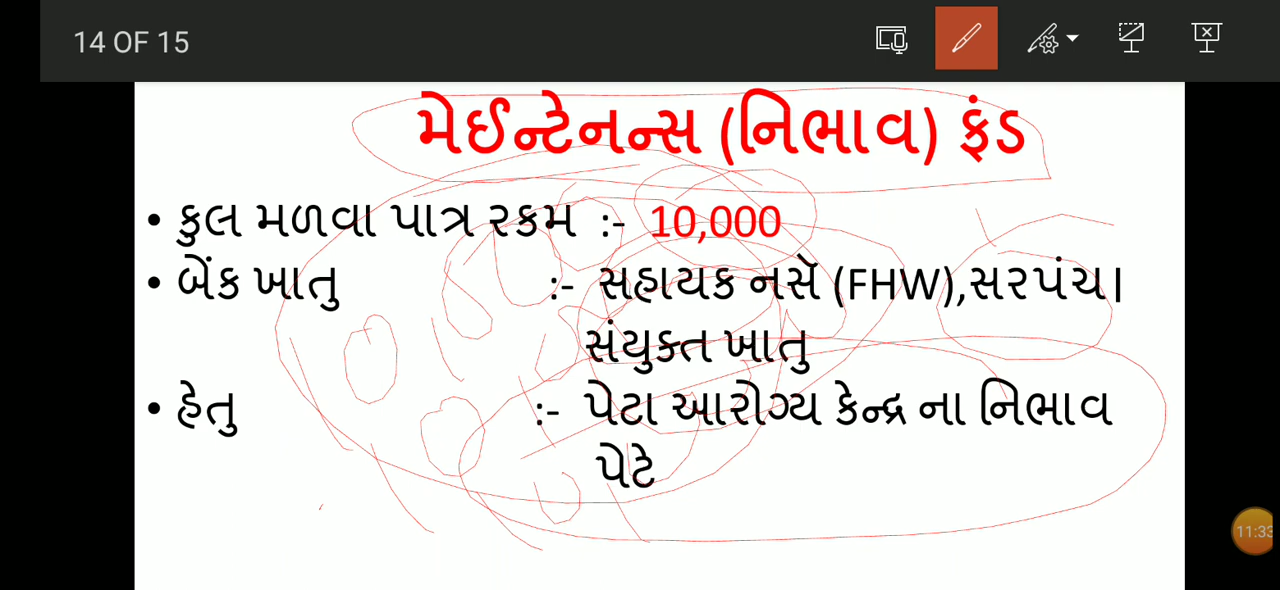 14 OF 15
મેઈન્ટેનન્સ (નિભાવ) ફંડ
• કુલ મળવા પાત્ર રકમ :- 10,000
• બેંક ખાતુ :- સહાયક નર્સ (FHW),સરપંચ।
સંયુક્ત ખાતુ
• હેતુ :- પેટા આરોગ્ય કેન્દ્ર ના નિભાવ
પેટે
11:33